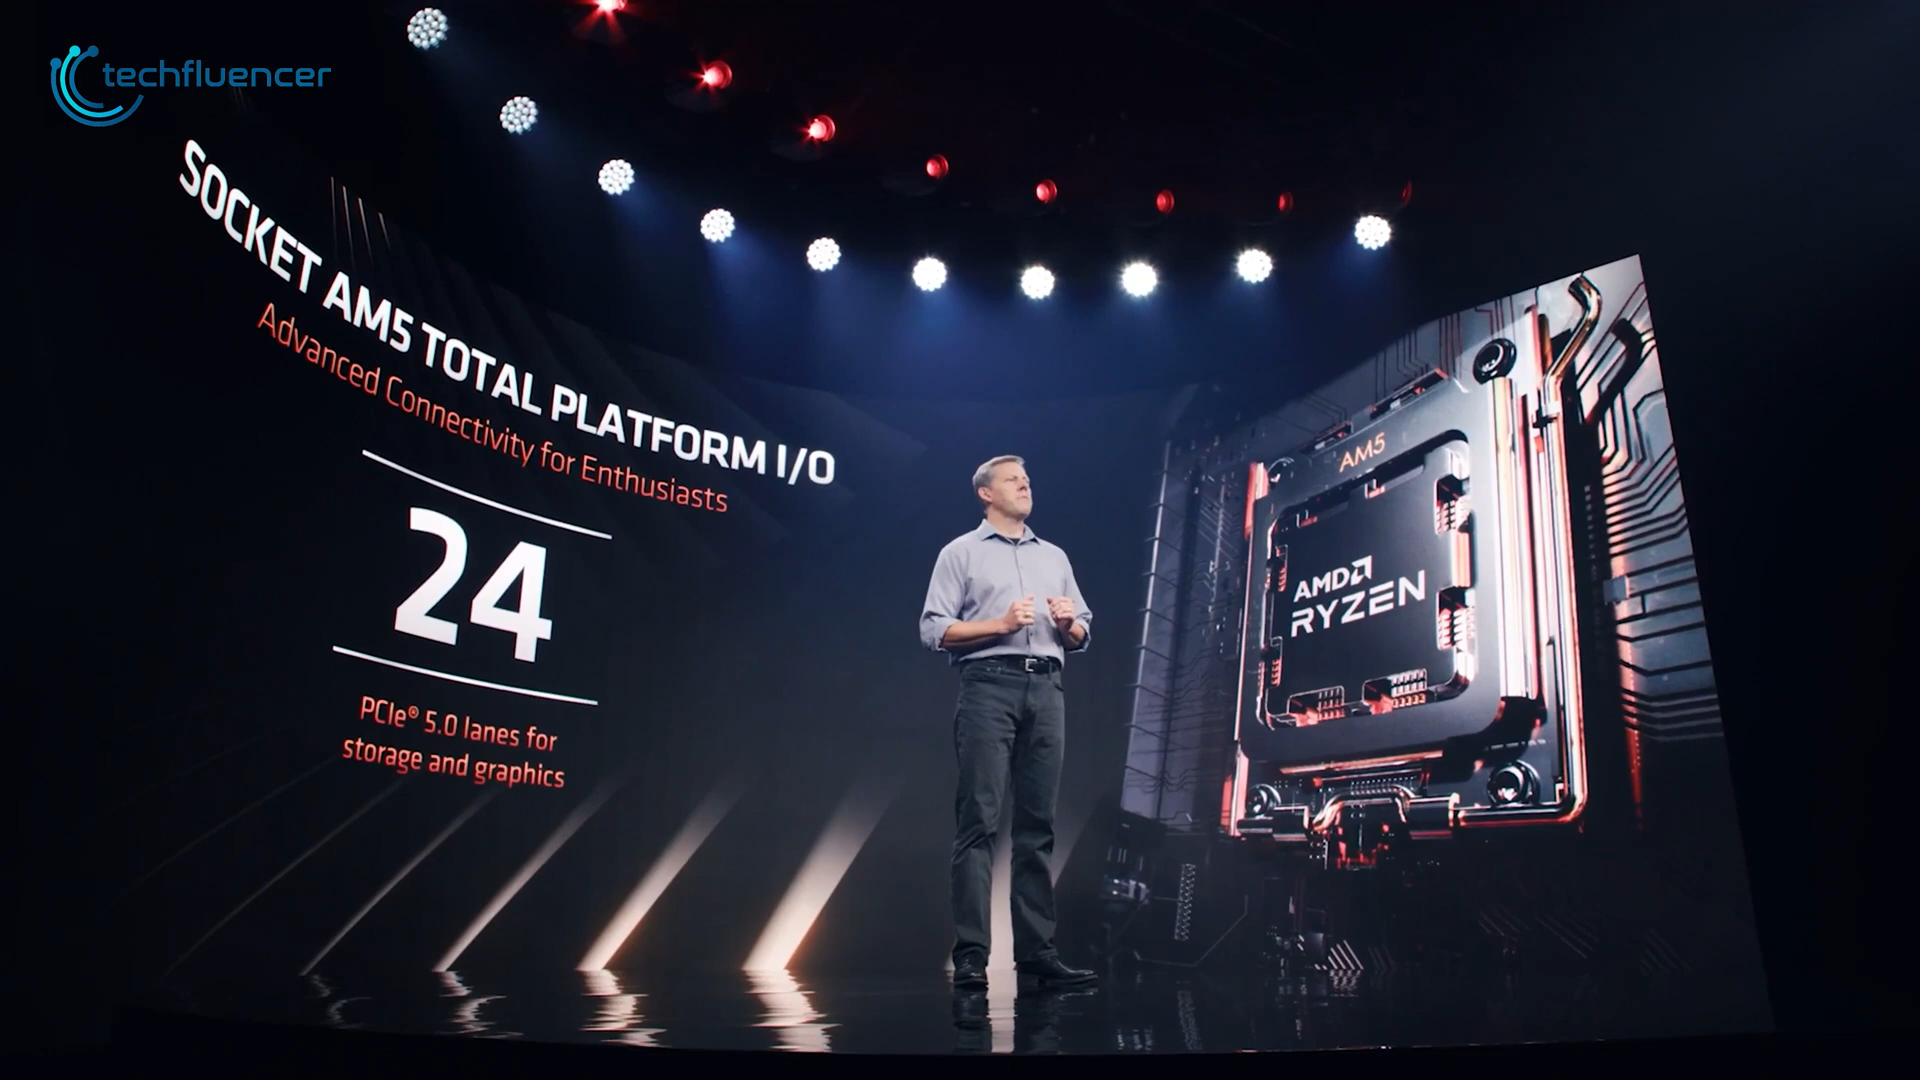 techfluencer
SOCKET AM5 TOTAL PLATFORM I/O
Advanced Connectivity for Enthusiasts
24
PCIe® 5.0 lanes for
storage and graphics
AM5
AMD
RYZEN